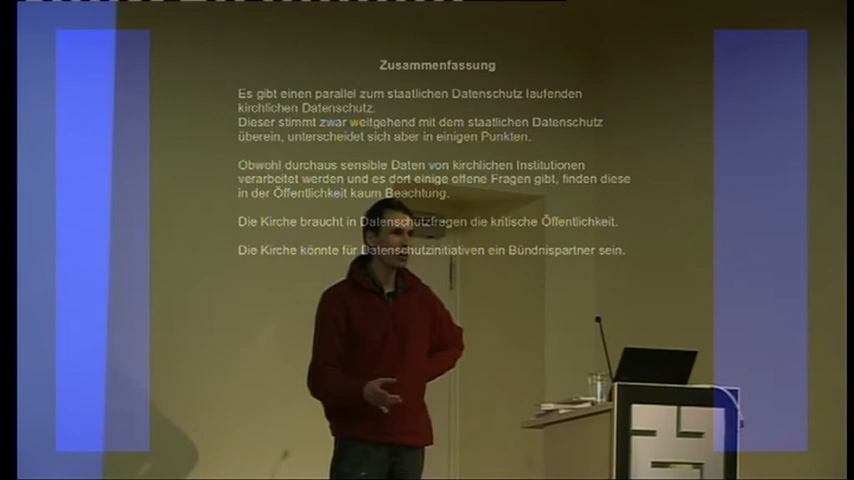 Zusammenfassung
Es gibt einen parallel zum staatlichen Datenschutz laufenden
kirchlichen Datenschutz.
Dieser stimmt zwar weitgehend mit dem staatlichen Datenschutz
überein, unterscheidet sich aber in einigen Punkten.
Obwohl durchaus sensible Daten von kirchlichen Institutionen
verarbeitet werden und es dort einige offene Fragen gibt, finden diese
in der Öffentlichkeit kaum Beachtung.
Die Kirche braucht in Datenschutzfragen die kritische Öffentlichkeit.
Die Kirche könnte für Datenschutzinitiativen ein Bündnispartner sein.